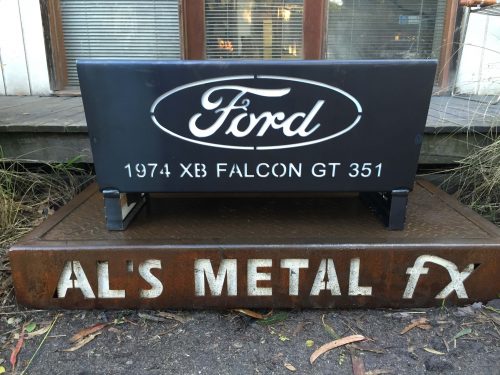 Ford
1974 XB FALCON GT 351
AL'S METAL fX